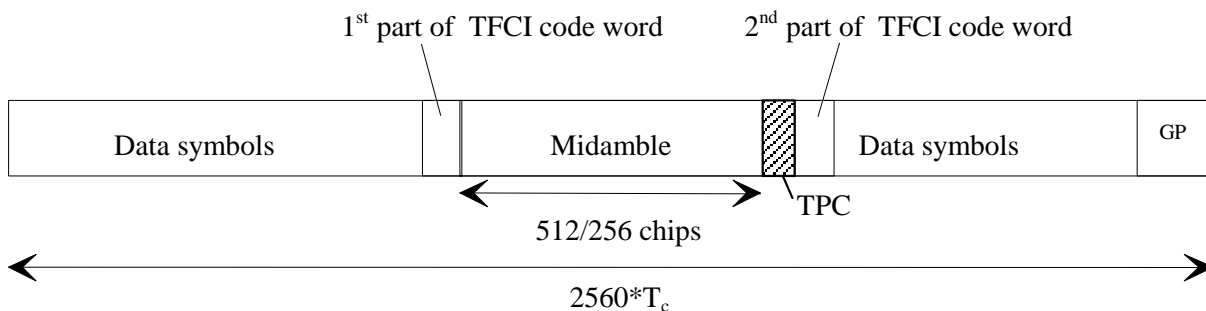 1st part of TFCI code word
2nd part of TFCI code word
Data symbols
Midamble
Data symbols
GP
TPC
512/256 chips
2560*Tc